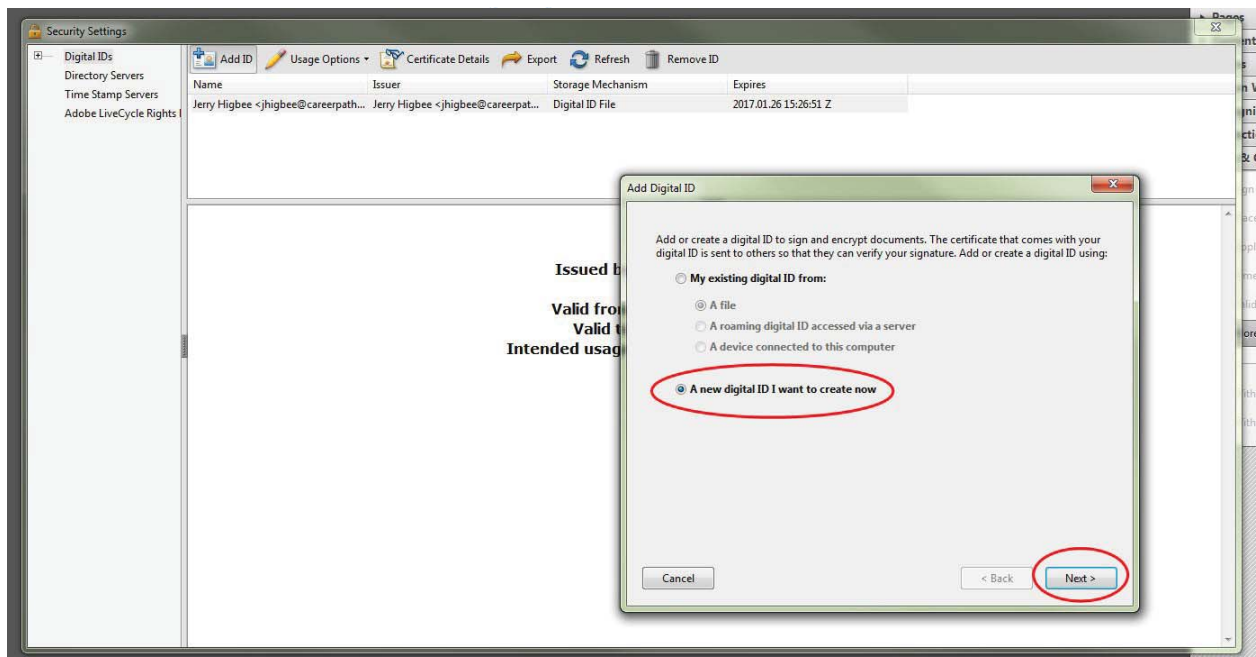 Pages
Security Settings
Digital IDs
Directory Servers
Time Stamp Servers
Adobe LiveCycle Rights
Add ID Usage Options Certificate Details Export Refresh Remove ID
Name Issuer Storage Mechanism Expires
Jerry Higbee <jhigbee@careerpath... Jerry Higbee <jhigbee@careerpat... Digital ID File 2017.01.26 15:26:51 Z
Issued b
Valid fro
Valid t
Intended usag
Add Digital ID
Add or create a digital ID to sign and encrypt documents. The certificate that comes with your
digital ID is sent to others so that they can verify your signature. Add or create a digital ID using:
My existing digital ID from:
A file
A roaming digital ID accessed via a server
A device connected to this computer
A new digital ID I want to create now
Cancel < Back Next >